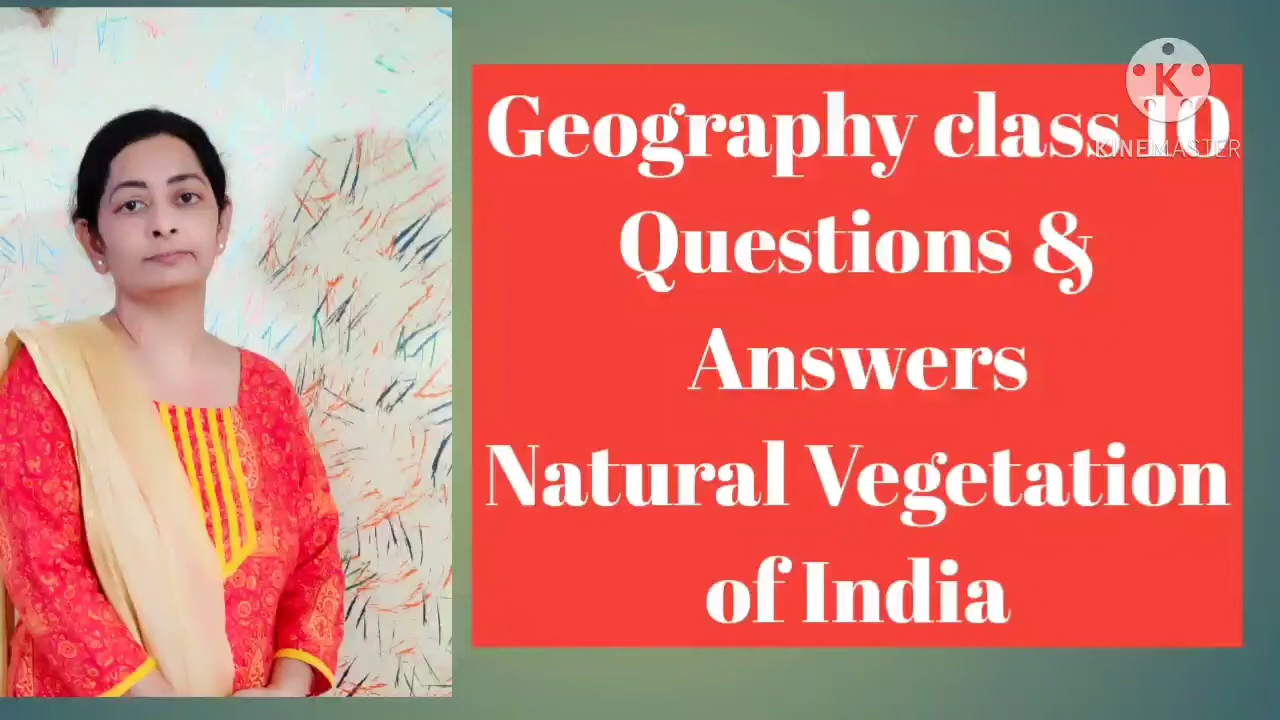 K
KINEMASTER
Geography class 10
Questions &
Answers
Natural Vegetation
of India